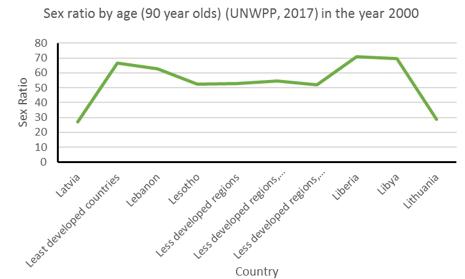 Sex ratio by age (90 year olds) (UNWPP, 2017) in the year 2000
80
70
60
50
40
30
20
10
0
Sex Ratio
Latvia
Least developed countries
Lebanon
Lesotho
Less developed regions
Less developed regions,...
Less developed regions,...
Liberia
Libya
Lithuania
Country